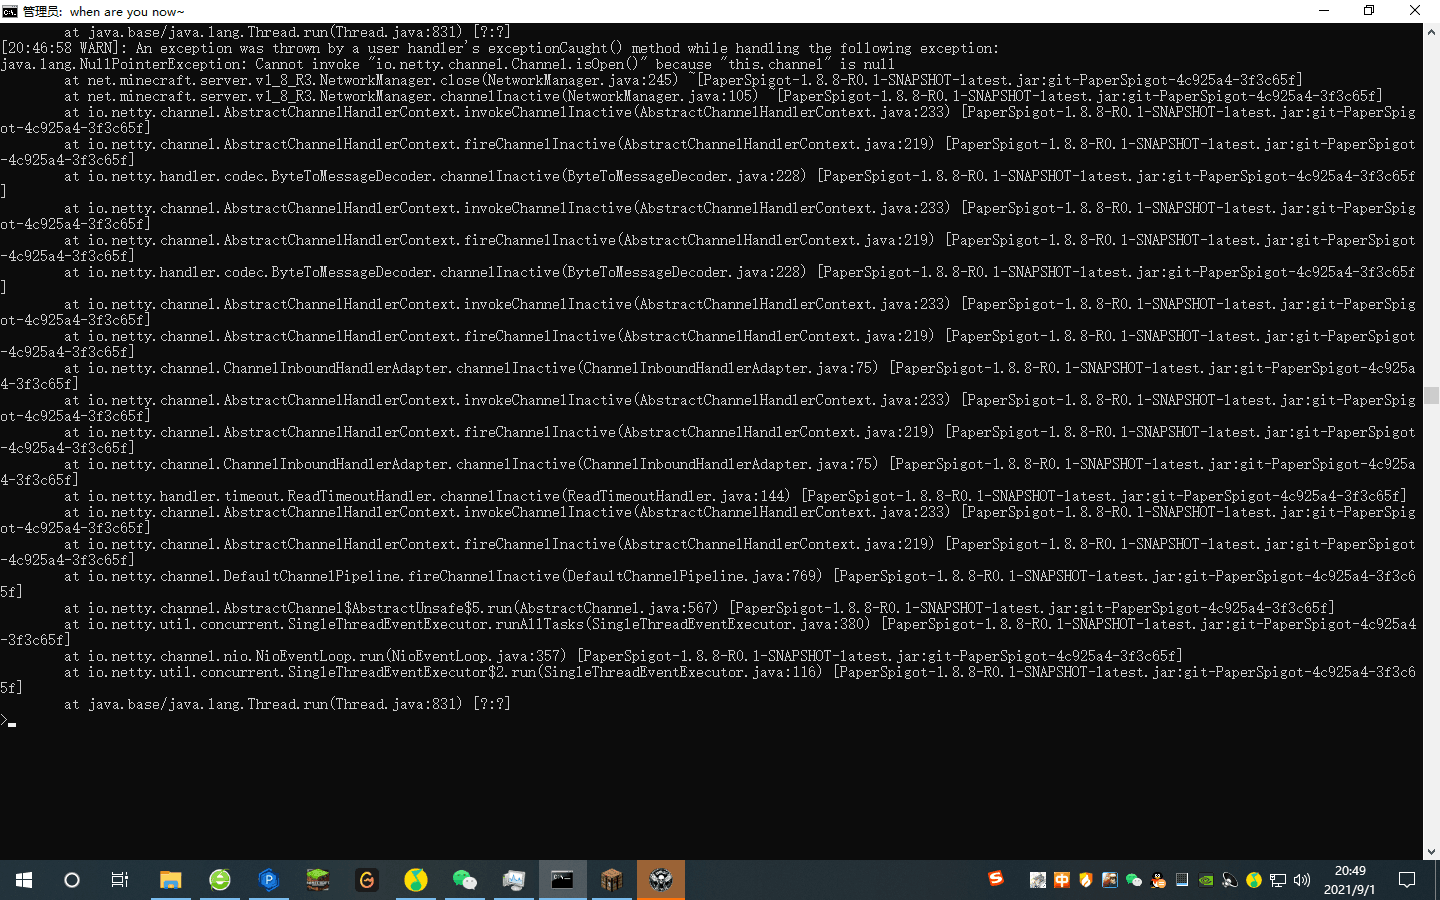 管理员: when are you now~
        at java.base/java.lang.Thread.run(Thread.java:831) [?:?]
[20:46:58 WARN]: An exception was thrown by a user handler's exceptionCaught() method while handling the following exception:
java.lang.NullPointerException: Cannot invoke "io.netty.channel.Channel.isOpen()" because "this.channel" is null
        at net.minecraft.server.v1_8_R3.NetworkManager.close(NetworkManager.java:245) ~[PaperSpigot-1.8.8-R0.1-SNAPSHOT-latest.jar:git-PaperSpigot-4c925a4-3f3c65f]
        at net.minecraft.server.v1_8_R3.NetworkManager.channelInactive(NetworkManager.java:105) ~[PaperSpigot-1.8.8-R0.1-SNAPSHOT-latest.jar:git-PaperSpigot-4c925a4-3f3c65f]
        at io.netty.channel.AbstractChannelHandlerContext.invokeChannelInactive(AbstractChannelHandlerContext.java:233) [PaperSpigot-1.8.8-R0.1-SNAPSHOT-latest.jar:git-PaperSpig
ot-4c925a4-3f3c65f]
        at io.netty.channel.AbstractChannelHandlerContext.fireChannelInactive(AbstractChannelHandlerContext.java:219) [PaperSpigot-1.8.8-R0.1-SNAPSHOT-latest.jar:git-PaperSpigot
-4c925a4-3f3c65f]
        at io.netty.handler.codec.ByteToMessageDecoder.channelInactive(ByteToMessageDecoder.java:228) [PaperSpigot-1.8.8-R0.1-SNAPSHOT-latest.jar:git-PaperSpigot-4c925a4-3f3c65f
]
        at io.netty.channel.AbstractChannelHandlerContext.invokeChannelInactive(AbstractChannelHandlerContext.java:233) [PaperSpigot-1.8.8-R0.1-SNAPSHOT-latest.jar:git-PaperSpig
ot-4c925a4-3f3c65f]
        at io.netty.channel.AbstractChannelHandlerContext.fireChannelInactive(AbstractChannelHandlerContext.java:219) [PaperSpigot-1.8.8-R0.1-SNAPSHOT-latest.jar:git-PaperSpigot
-4c925a4-3f3c65f]
        at io.netty.handler.codec.ByteToMessageDecoder.channelInactive(ByteToMessageDecoder.java:228) [PaperSpigot-1.8.8-R0.1-SNAPSHOT-latest.jar:git-PaperSpigot-4c925a4-3f3c65f
]
        at io.netty.channel.AbstractChannelHandlerContext.invokeChannelInactive(AbstractChannelHandlerContext.java:233) [PaperSpigot-1.8.8-R0.1-SNAPSHOT-latest.jar:git-PaperSpig
ot-4c925a4-3f3c65f]
        at io.netty.channel.AbstractChannelHandlerContext.fireChannelInactive(AbstractChannelHandlerContext.java:219) [PaperSpigot-1.8.8-R0.1-SNAPSHOT-latest.jar:git-PaperSpigot
-4c925a4-3f3c65f]
        at io.netty.channel.ChannelInboundHandlerAdapter.channelInactive(ChannelInboundHandlerAdapter.java:75) [PaperSpigot-1.8.8-R0.1-SNAPSHOT-latest.jar:git-PaperSpigot-4c925a
4-3f3c65f]
        at io.netty.channel.AbstractChannelHandlerContext.invokeChannelInactive(AbstractChannelHandlerContext.java:233) [PaperSpigot-1.8.8-R0.1-SNAPSHOT-latest.jar:git-PaperSpig
ot-4c925a4-3f3c65f]
        at io.netty.channel.AbstractChannelHandlerContext.fireChannelInactive(AbstractChannelHandlerContext.java:219) [PaperSpigot-1.8.8-R0.1-SNAPSHOT-latest.jar:git-PaperSpigot
-4c925a4-3f3c65f]
        at io.netty.channel.ChannelInboundHandlerAdapter.channelInactive(ChannelInboundHandlerAdapter.java:75) [PaperSpigot-1.8.8-R0.1-SNAPSHOT-latest.jar:git-PaperSpigot-4c925a
4-3f3c65f]
        at io.netty.handler.timeout.ReadTimeoutHandler.channelInactive(ReadTimeoutHandler.java:144) [PaperSpigot-1.8.8-R0.1-SNAPSHOT-latest.jar:git-PaperSpigot-4c925a4-3f3c65f]
        at io.netty.channel.AbstractChannelHandlerContext.invokeChannelInactive(AbstractChannelHandlerContext.java:233) [PaperSpigot-1.8.8-R0.1-SNAPSHOT-latest.jar:git-PaperSpig
ot-4c925a4-3f3c65f]
        at io.netty.channel.AbstractChannelHandlerContext.fireChannelInactive(AbstractChannelHandlerContext.java:219) [PaperSpigot-1.8.8-R0.1-SNAPSHOT-latest.jar:git-PaperSpigot
-4c925a4-3f3c65f]
        at io.netty.channel.DefaultChannelPipeline.fireChannelInactive(DefaultChannelPipeline.java:769) [PaperSpigot-1.8.8-R0.1-SNAPSHOT-latest.jar:git-PaperSpigot-4c925a4-3f3c6
5f]
        at io.netty.channel.AbstractChannel$AbstractUnsafe$5.run(AbstractChannel.java:567) [PaperSpigot-1.8.8-R0.1-SNAPSHOT-latest.jar:git-PaperSpigot-4c925a4-3f3c65f]
        at io.netty.util.concurrent.SingleThreadEventExecutor.runAllTasks(SingleThreadEventExecutor.java:380) [PaperSpigot-1.8.8-R0.1-SNAPSHOT-latest.jar:git-PaperSpigot-4c925a4
-3f3c65f]
        at io.netty.channel.nio.NioEventLoop.run(NioEventLoop.java:357) [PaperSpigot-1.8.8-R0.1-SNAPSHOT-latest.jar:git-PaperSpigot-4c925a4-3f3c65f]
        at io.netty.util.concurrent.SingleThreadEventExecutor$2.run(SingleThreadEventExecutor.java:116) [PaperSpigot-1.8.8-R0.1-SNAPSHOT-latest.jar:git-PaperSpigot-4c925a4-3f3c6
5f]
        at java.base/java.lang.Thread.run(Thread.java:831) [?:?]
>
中
20:49
2021/9/1